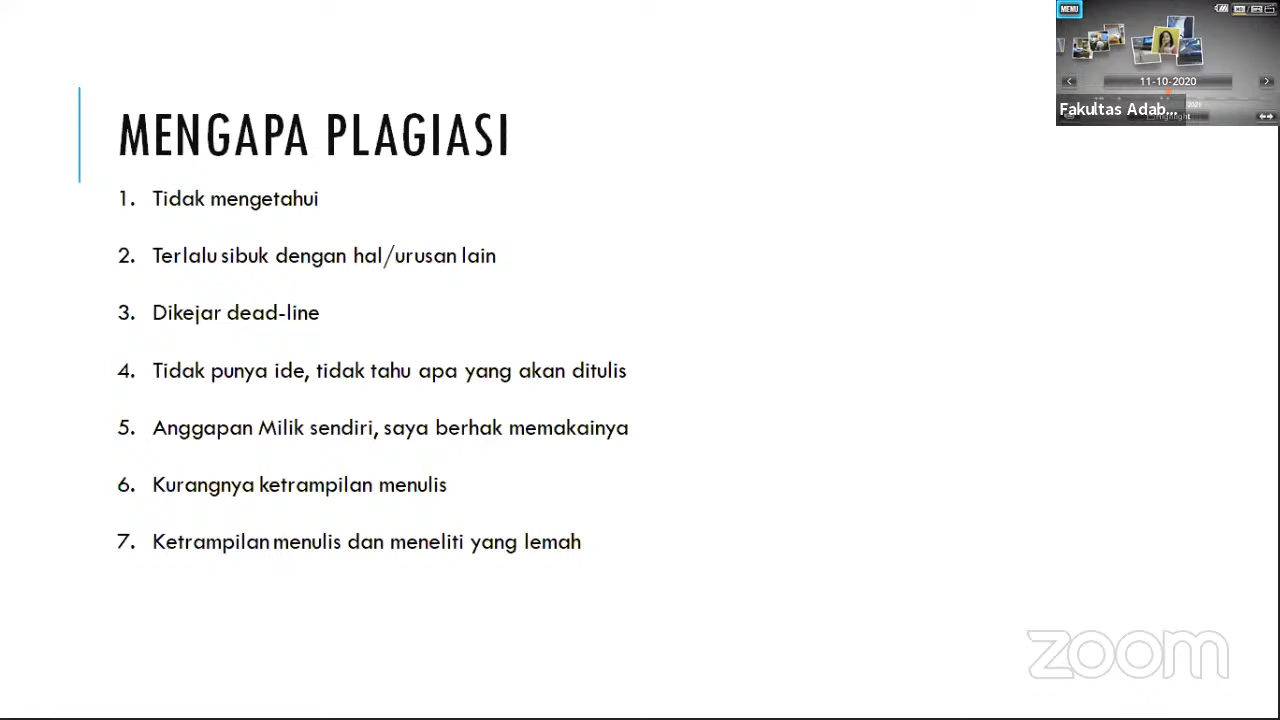 MENU
11-10-2020
Fakultas Adab...
MENGAPA PLAGIASI
1. Tidak mengetahui
2. Terlalu sibuk dengan hal/urusan lain
3. Dikejar dead-line
4. Tidak punya ide, tidak tahu apa yang akan ditulis
5. Anggapan Milik sendiri, saya berhak memakainya
6. Kurangnya ketrampilan menulis
7. Ketrampilan menulis dan meneliti yang lemah
zoom